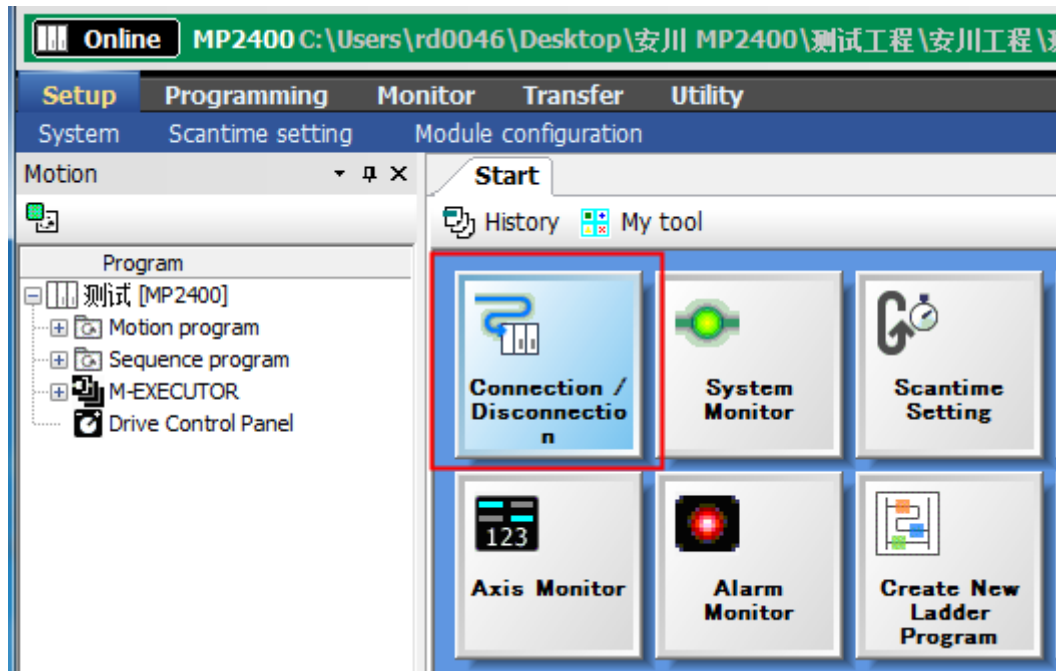 Online MP2400 C:\Users\rd0046\Desktop\安川 MP2400\测试工程\安川工程\
Setup Programming Monitor Transfer Utility
System Scantime setting Module configuration
Motion
Start
History My tool
Program
测试 [MP2400]
Motion program
Sequence program
M-EXECUTOR
Drive Control Panel
Connection /
Disconnectio
n
System
Monitor
Scantime
Setting
123
Axis Monitor
Alarm
Monitor
Create New
Ladder
Program